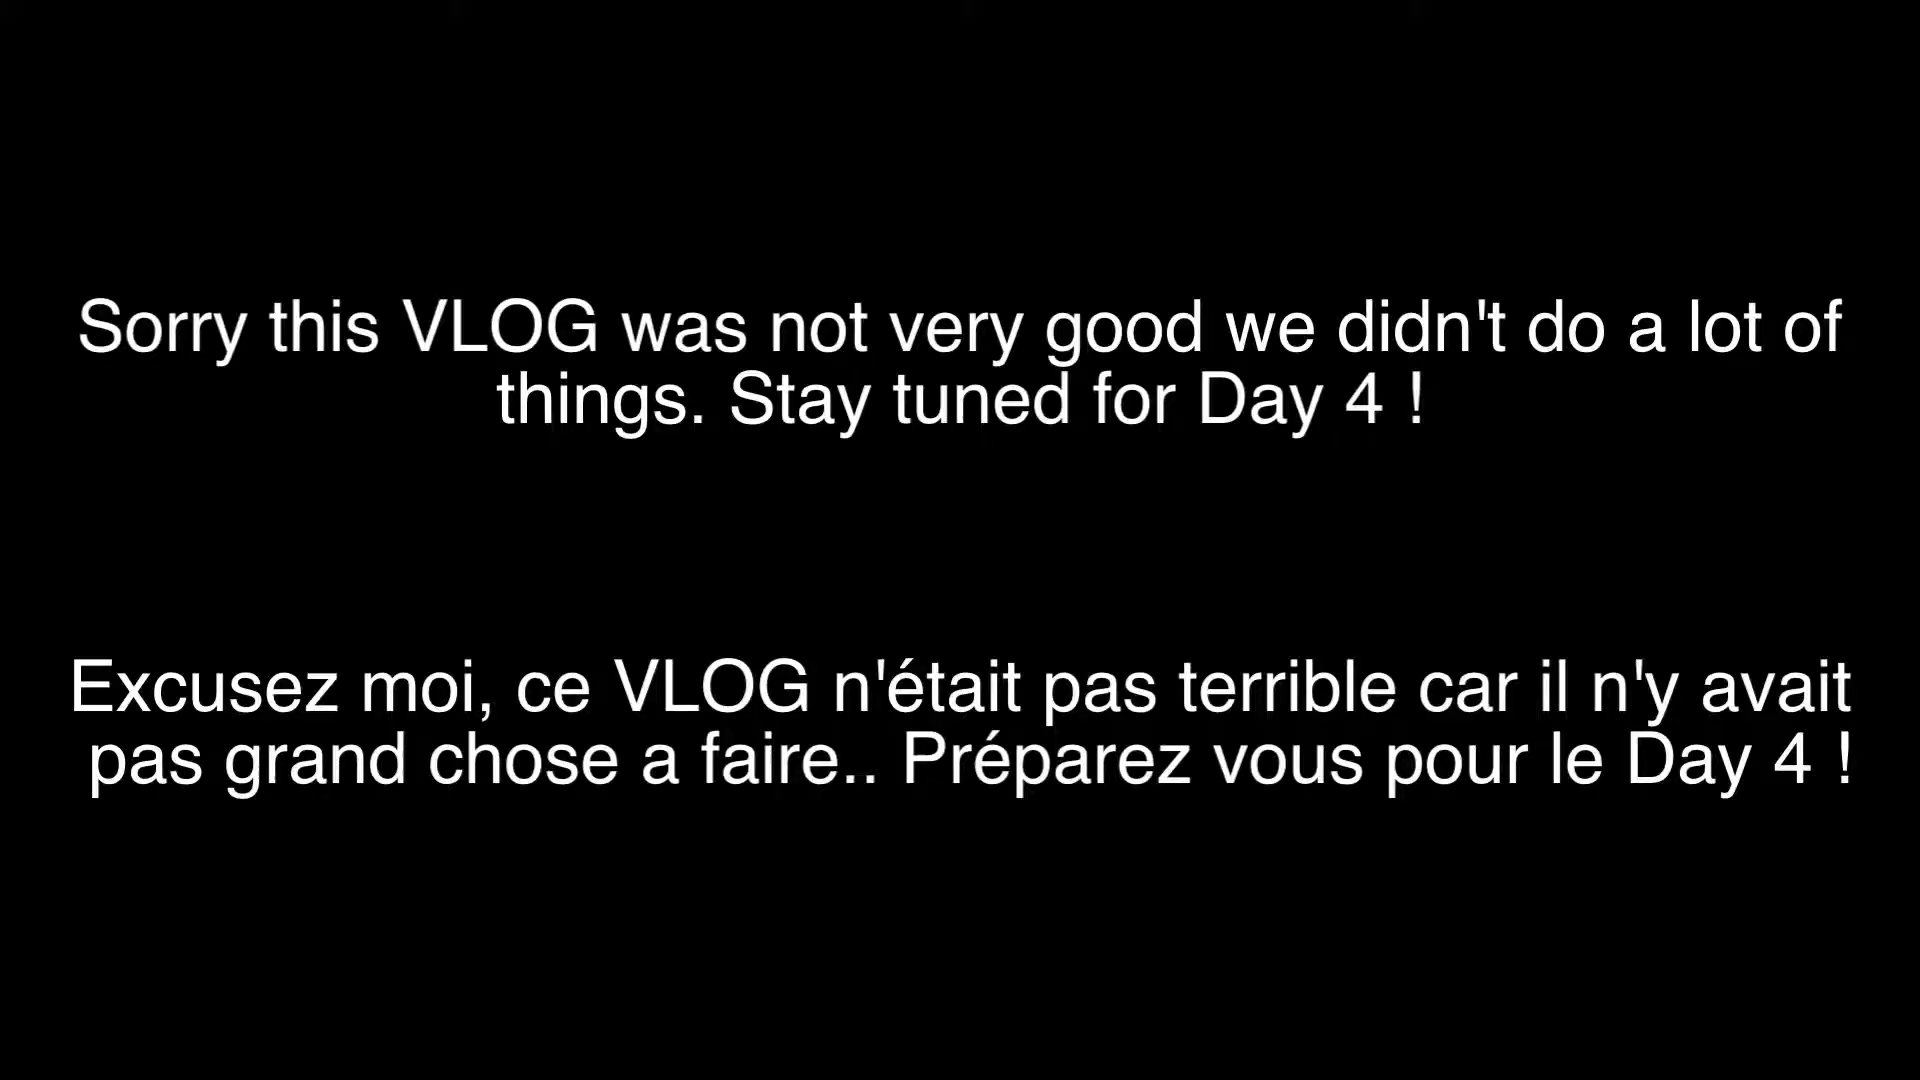 Sorry this VLOG was not very good we didn't do a lot of
things. Stay tuned for Day 4 !
Excusez moi, ce VLOG n'était pas terrible car il n'y avait
pas grand chose a faire.. Préparez vous pour le Day 4 !